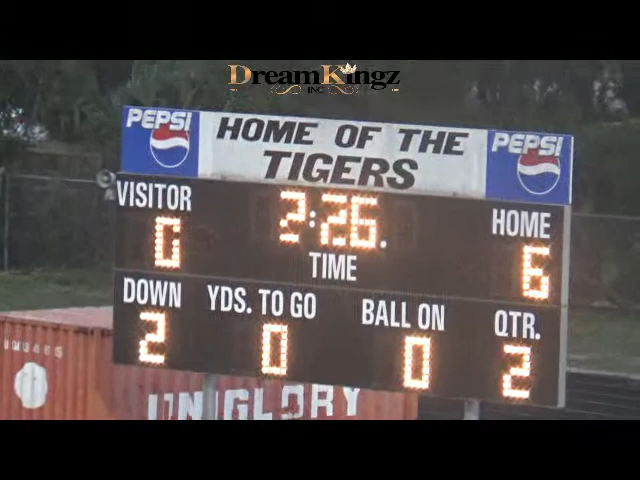 DreamKingz
INC
PEPSI HOME OF THE PEPSI
TIGERS
VISITOR 2:26. HOME
0 TIME 6
DOWN YDS. TO GO BALL ON QTR.
2 0 0 2
UNIGLORY